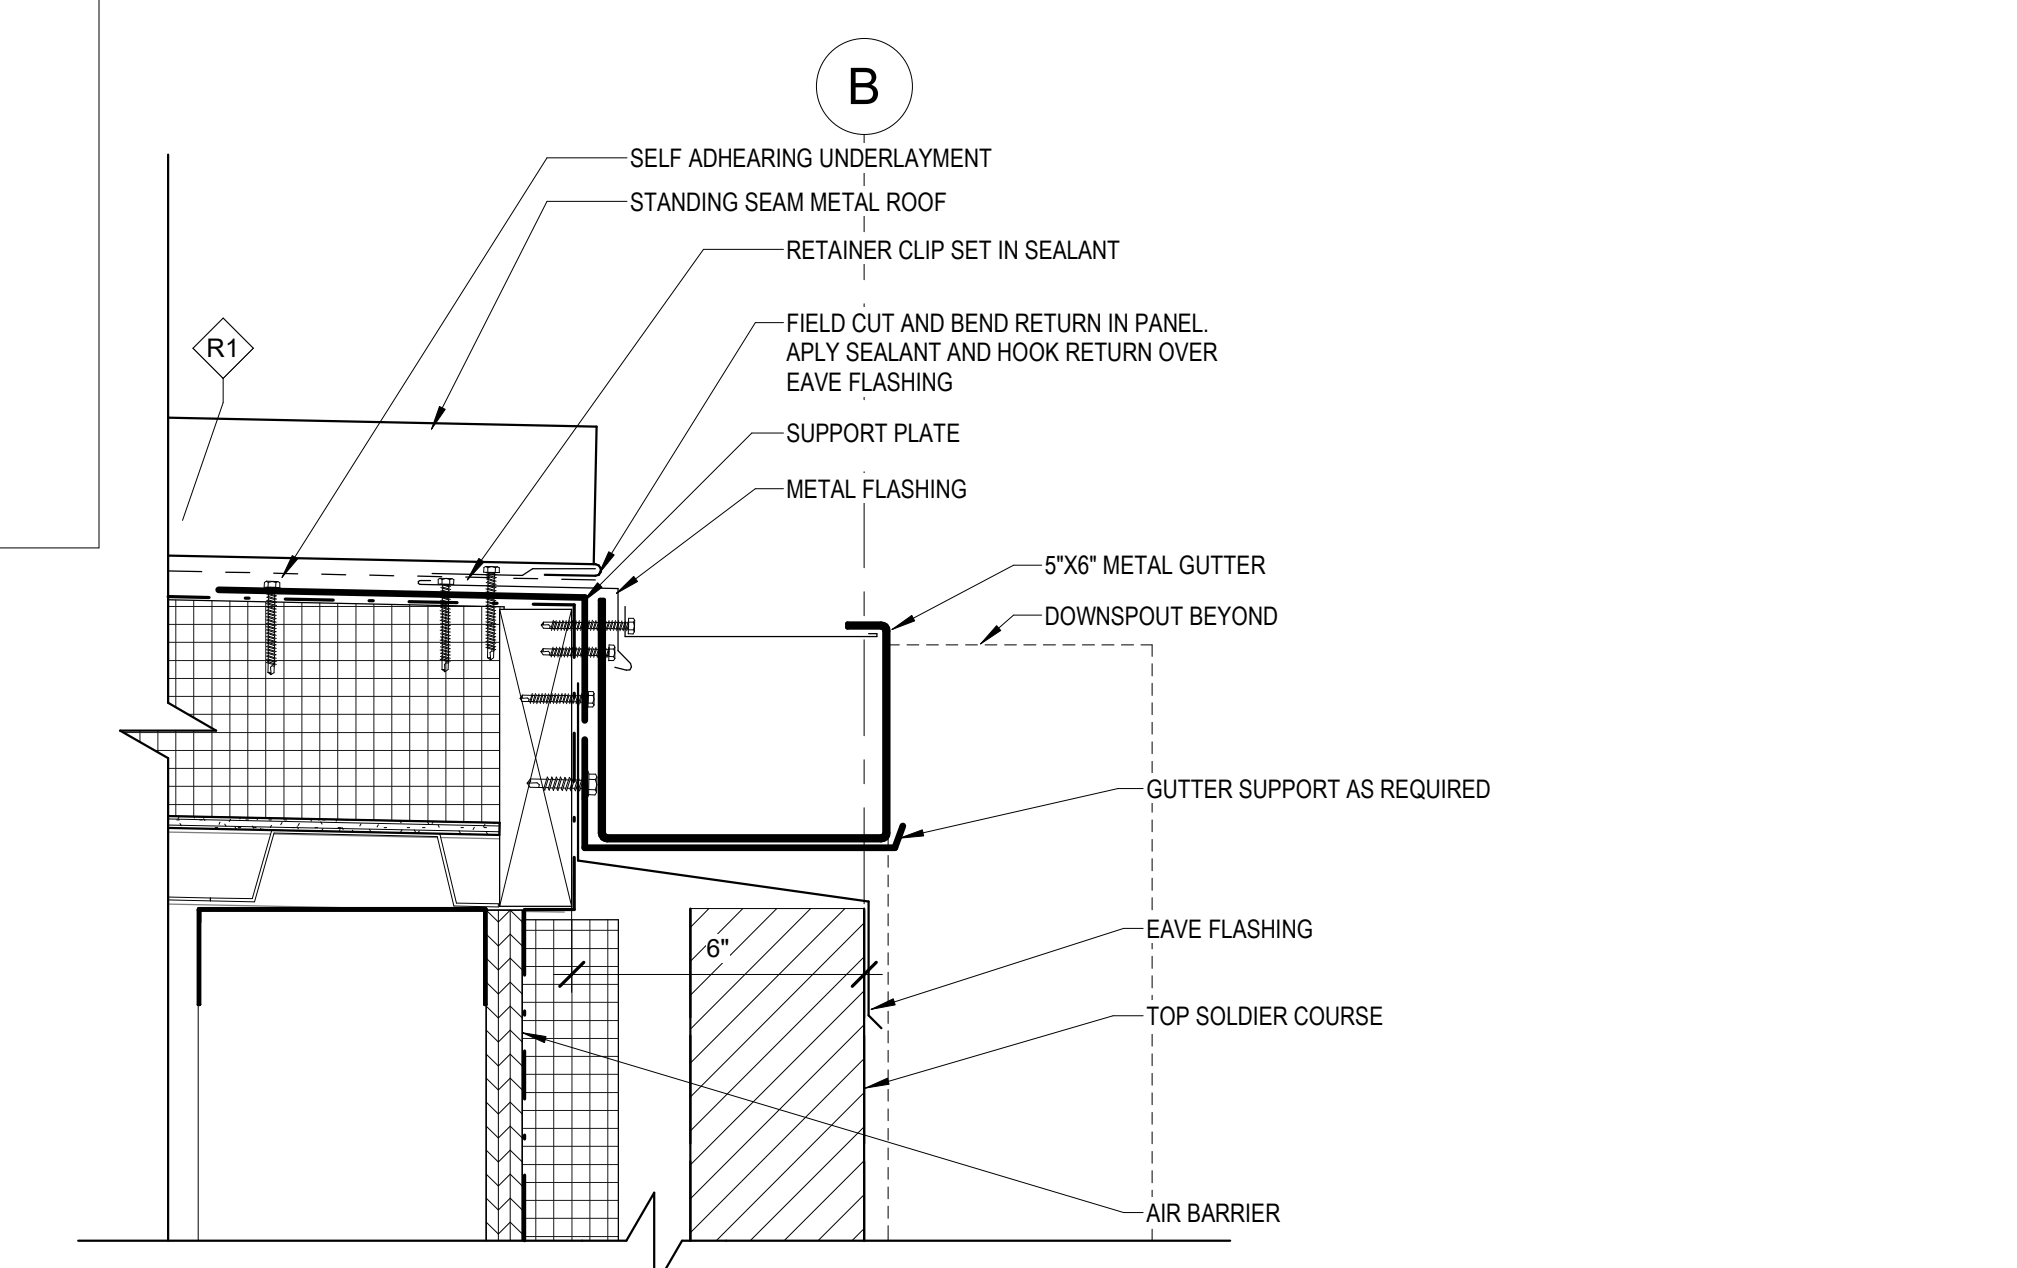 B
SELF ADHEARING UNDERLAYMENT
STANDING SEAM METAL ROOF
RETAINER CLIP SET IN SEALANT
FIELD CUT AND BEND RETURN IN PANEL.
APLY SEALANT AND HOOK RETURN OVER
EAVE FLASHING
R1
SUPPORT PLATE
METAL FLASHING
5"X6" METAL GUTTER
DOWNSPOUT BEYOND
GUTTER SUPPORT AS REQUIRED
EAVE FLASHING
6"
TOP SOLDIER COURSE
AIR BARRIER